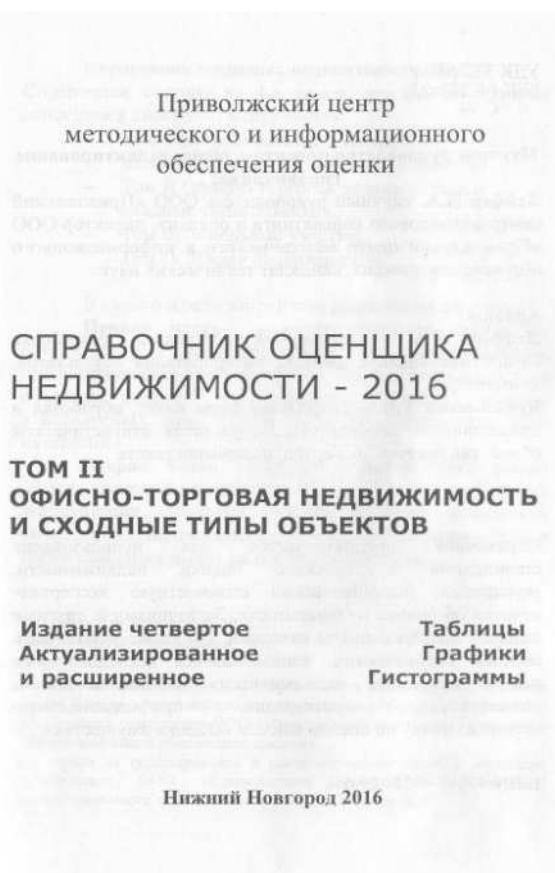 Приволжский центр
методического и информационного
обеспечения оценки
СПРАВОЧНИК ОЦЕНЩИКА
НЕДВИЖИМОСТИ - 2016
ТОМ II
ОФИСНО-ТОРГОВАЯ НЕДВИЖИМОСТЬ
И СХОДНЫЕ ТИПЫ ОБЪЕКТОВ
Издание четвертое Таблицы
Актуализированное Графики
и расширенное Гистограммы
Нижний Новгород 2016